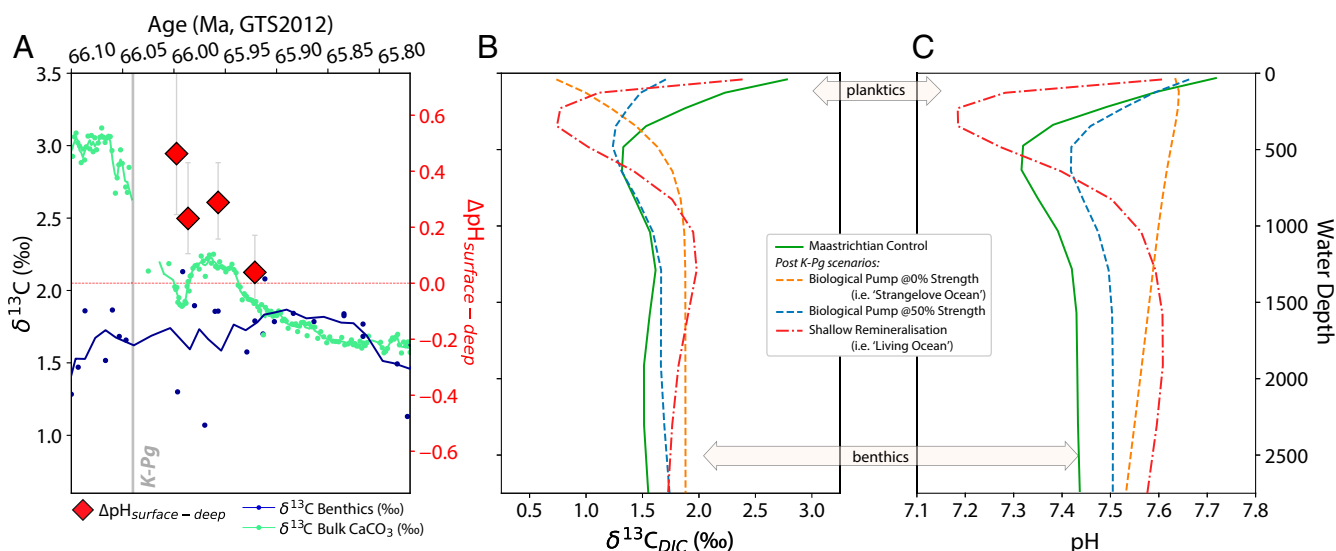 Age (Ma, GTS2012)
A
B
C
66.10 66.05 66.00 65.95 65.90 65.85 65.80
3.5
3.0
2.5
2.0
1.5
1.0
δ¹³C (‰)
0.6
0.4
0.2
0.0
−0.2
−0.4
−0.6
ΔpH_surface−deep
K-Pg
ΔpH_surface−deep
δ¹³C Benthics (‰)
δ¹³C Bulk CaCO₃ (‰)
planktics
benthics
Maastrichtian Control
Post K-Pg scenarios:
Biological Pump @0% Strength
(i.e. 'Strangelove Ocean')
Biological Pump @50% Strength
Shallow Remineralisation
(i.e. 'Living Ocean')
0.5 1.0 1.5 2.0 2.5 3.0
δ¹³C_DIC (‰)
7.1 7.2 7.3 7.4 7.5 7.6 7.7 7.8
pH
0
500
1000
1500
2000
2500
Water Depth